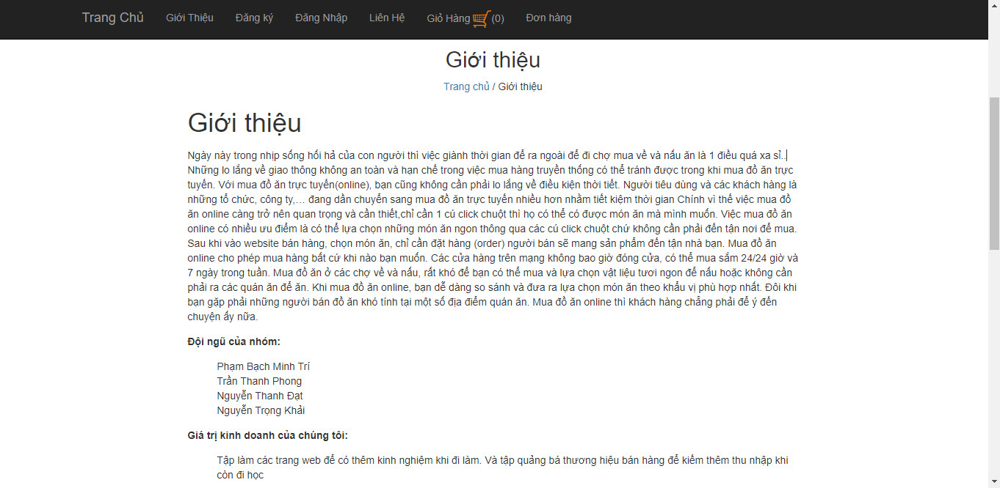 Trang Chủ Giới Thiệu Đăng ký Đăng Nhập Liên Hệ Giỏ Hàng (0) Đơn hàng
Giới thiệu
Trang chủ / Giới thiệu
Giới thiệu
Ngày này trong nhịp sống hối hả của con người thì việc giành thời gian để ra ngoài để đi chợ mua về và nấu ăn là 1 điều quá xa sỉ..
Những lo lắng về giao thông không an toàn và hạn chế trong việc mua hàng truyền thống có thể tránh được trong khi mua đồ ăn trực
tuyến. Với mua đồ ăn trực tuyến(online), bạn cũng không cần phải lo lắng về điều kiện thời tiết. Người tiêu dùng và các khách hàng là
những tổ chức, công ty,… đang dần chuyển sang mua đồ ăn trực tuyến nhiều hơn nhằm tiết kiệm thời gian Chính vì thế việc mua đồ
ăn online càng trở nên quan trọng và cần thiết,chỉ cần 1 cú click chuột thì họ có thể có được món ăn mà mình muốn. Việc mua đồ ăn
online có nhiều ưu điểm là có thể lựa chọn những món ăn ngon thông qua các cú click chuột chứ không cần phải đến tận nơi để mua.
Sau khi vào website bán hàng, chọn món ăn, chỉ cần đặt hàng (order) người bán sẽ mang sản phẩm đến tận nhà bạn. Mua đồ ăn
online cho phép mua hàng bất cứ khi nào bạn muốn. Các cửa hàng trên mạng không bao giờ đóng cửa, có thể mua sắm 24/24 giờ và
7 ngày trong tuần. Mua đồ ăn ở các chợ về và nấu, rất khó để bạn có thể mua và lựa chọn vật liệu tươi ngon để nấu hoặc không cần
phải ra các quán ăn để ăn. Khi mua đồ ăn online, bạn dễ dàng so sánh và đưa ra lựa chọn món ăn theo khẩu vị phù hợp nhất. Đôi khi
bạn gặp phải những người bán đồ ăn khó tính tại một số địa điểm quán ăn. Mua đồ ăn online thì khách hàng chẳng phải để ý đến
chuyện ấy nữa.
Đội ngũ của nhóm:
Phạm Bạch Minh Trí
Trần Thanh Phong
Nguyễn Thanh Đạt
Nguyễn Trọng Khải
Giá trị kinh doanh của chúng tôi:
Tập làm các trang web để có thêm kinh nghiệm khi đi làm. Và tập quảng bá thương hiệu bán hàng để kiếm thêm thu nhập khi
còn đi học